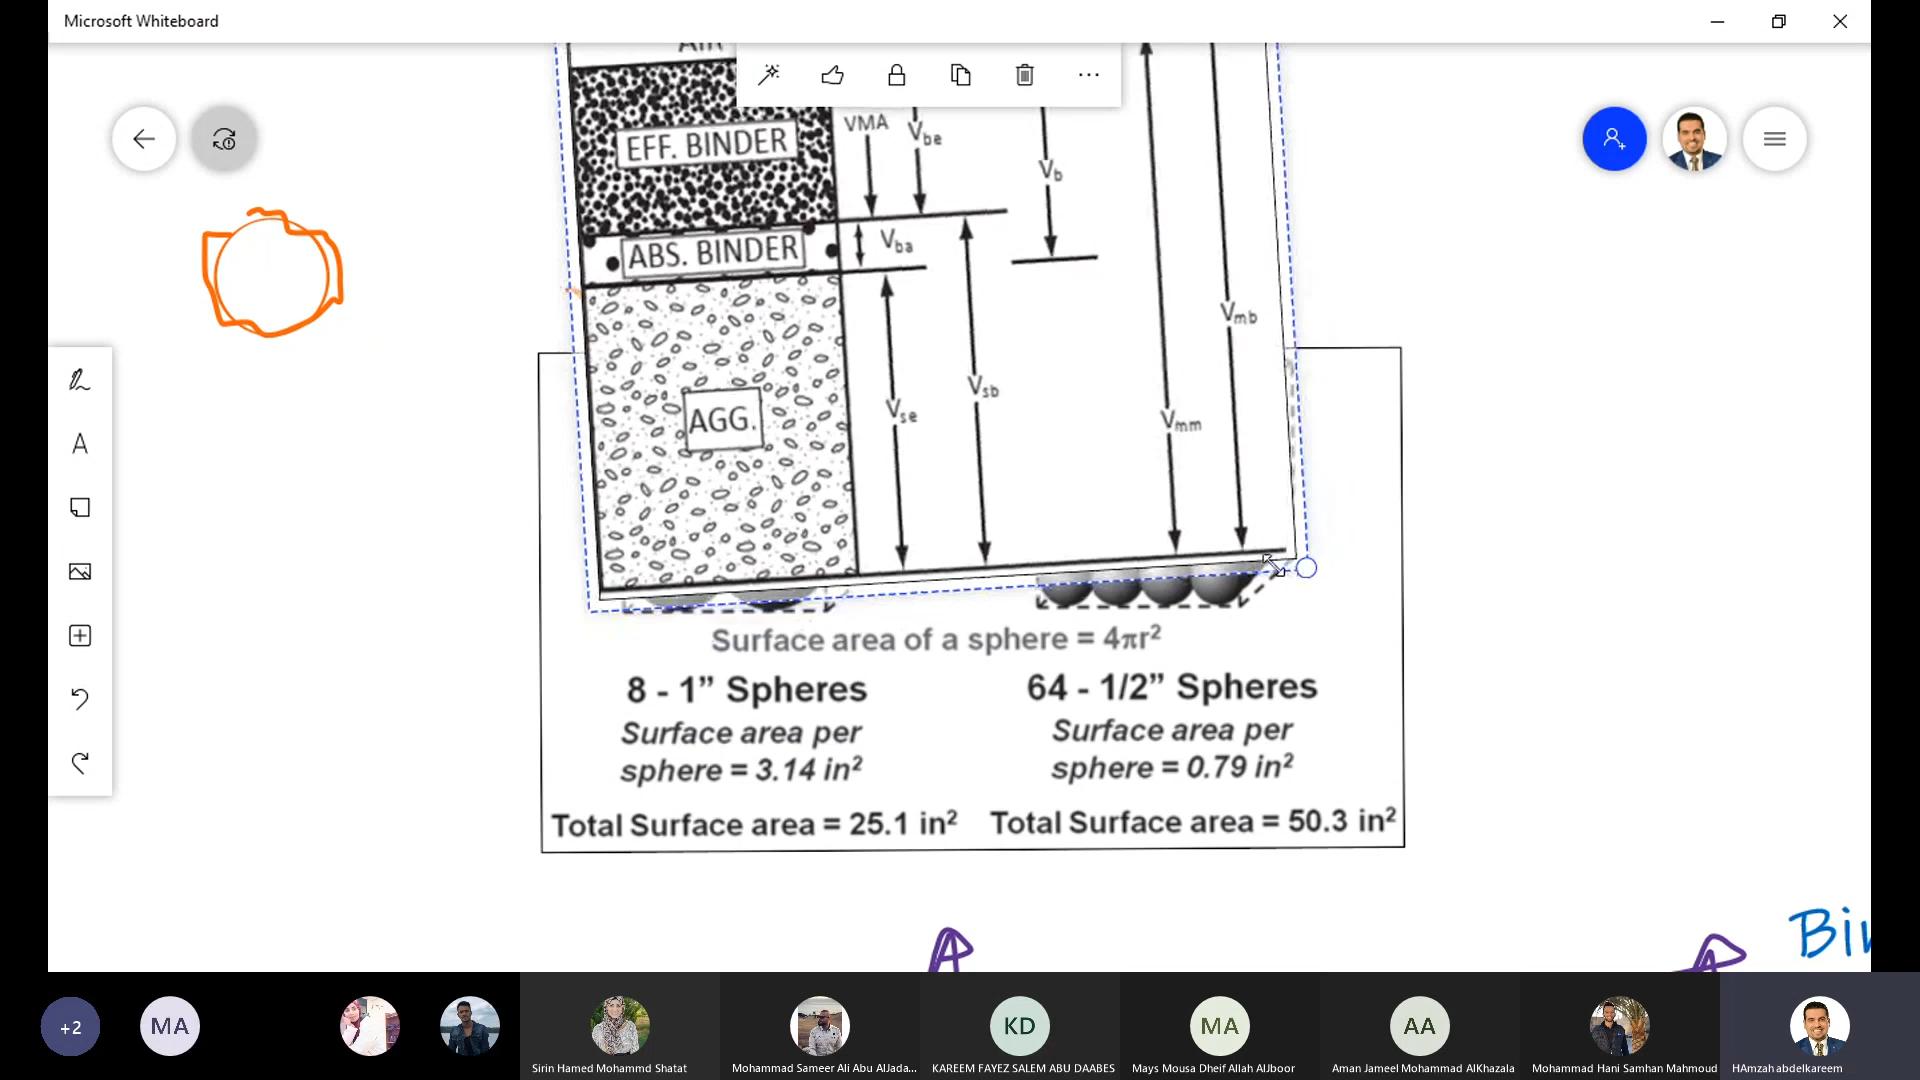 Microsoft Whiteboard
AIR
EFF. BINDER
VMA
Vbe
Vb
ABS. BINDER
Vba
Vmb
AGG.
Vse
Vsb
Vmm
A
Surface area of a sphere = 4πr²
8 - 1” Spheres
Surface area per
sphere = 3.14 in²
Total Surface area = 25.1 in²
64 - 1/2” Spheres
Surface area per
sphere = 0.79 in²
Total Surface area = 50.3 in²
+2
MA
Sirin Hamed Mohammd Shatat
Mohammad Sameer Ali Abu AlJada...
KD
KAREEM FAYEZ SALEM ABU DAABES
MA
Mays Mousa Dheif Allah AlJboor
AA
Aman Jameel Mohammad AlKhazala
Mohammad Hani Samhan Mahmoud
HAmzah abdelkareem